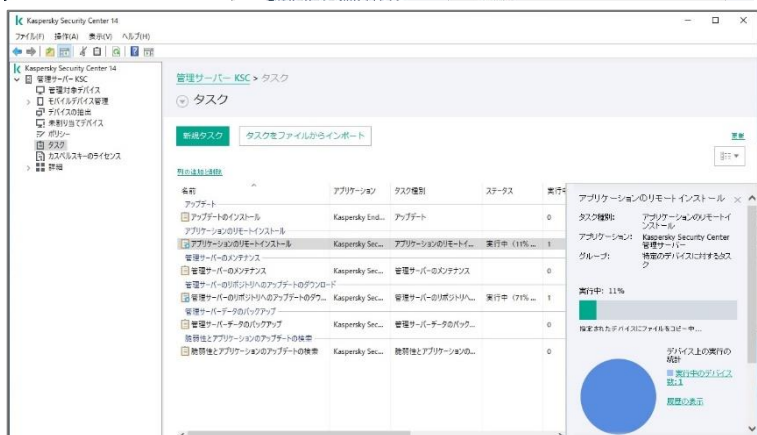 Kaspersky Security Center 14
ファイル(F) 操作(A) 表示(V) ヘルプ(H)
Kaspersky Security Center 14
管理サーバー KSC
管理対象デバイス
モバイルデバイス管理
デバイスの抽出
未割り当てデバイス
ポリシー
タスク
カスペルスキーのライセンス
詳細
管理サーバー KSC > タスク
タスク
新規タスク タスクをファイルからインポート
更新
列の追加と削除
名前 アプリケーション タスク種別 ステータス 実行中
アップデート
アップデートのインストール Kaspersky End... アップデート 0
アプリケーションのリモートインストール
アプリケーションのリモートインストール Kaspersky Sec... アプリケーションのリモートイ... 実行中 (11%... 1
管理サーバーのメンテナンス
管理サーバーのメンテナンス Kaspersky Sec... 管理サーバーのメンテナンス 0
管理サーバーのリポジトリへのアップデートのダウンロード
管理サーバーのリポジトリへのアップデートのダウ... Kaspersky Sec... 管理サーバーのリポジトリへ... 実行中 (71%... 1
管理サーバーデータのバックアップ
管理サーバーデータのバックアップ Kaspersky Sec... 管理サーバーデータのバック... 0
脆弱性とアプリケーションのアップデートの検索
脆弱性とアプリケーションのアップデートの検索 Kaspersky Sec... 脆弱性とアプリケーションの... 0
アプリケーションのリモートインストール
タスク種別: アプリケーションのリモートイ
ンストール
アプリケーション: Kaspersky Security Center
管理サーバー
グループ: 特定のデバイスに対するタス
ク
実行中: 11%
指定されたデバイスにファイルをコピー中...
デバイス上の実行の
統計
実行中のデバイス
数:1
履歴の表示